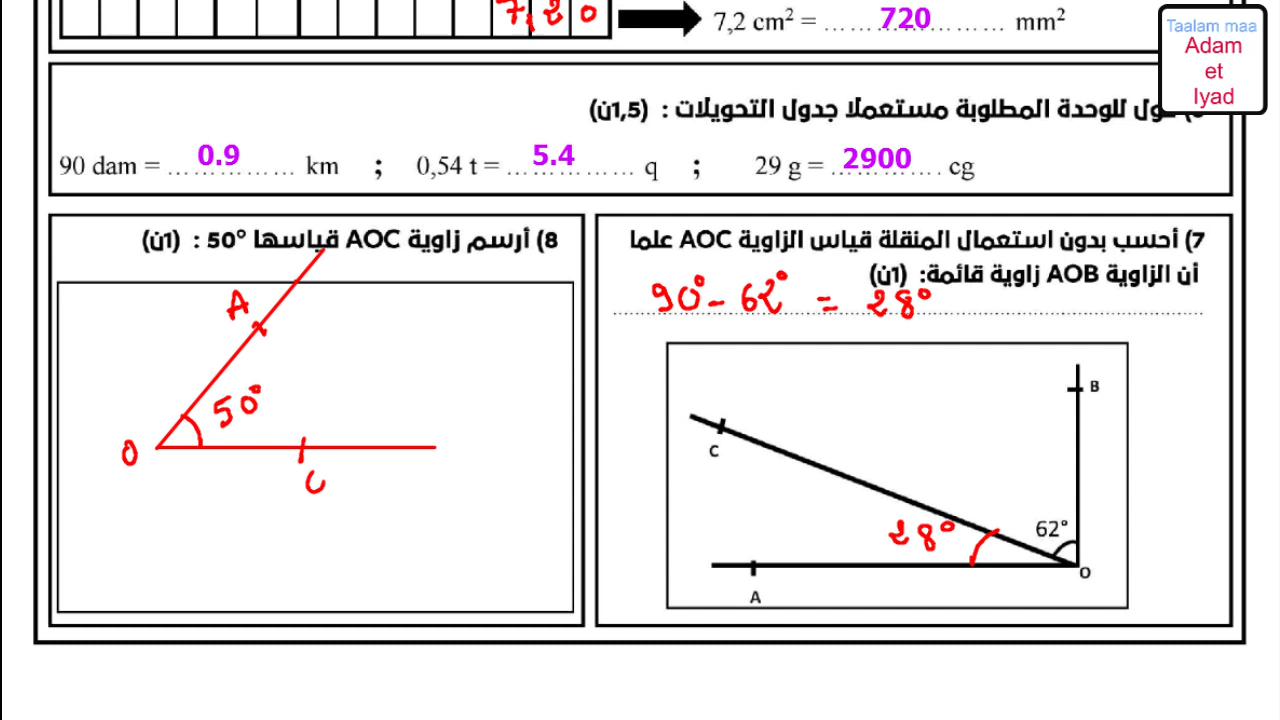 7,20
7,2 cm² = ... 720 ... mm²
Taalam maa
Adam
et
Iyad
للوحدة المطلوبة مستعملا جدول التحويلات : (1,5ن)
90 dam = ... 0.9 ... km ; 0,54 t = ... 5.4 ... q ; 29 g = ... 2900 ... cg
7) أحسب بدون استعمال المنقلة قياس الزاوية AOC علما
أن الزاوية AOB زاوية قائمة: (1ن)
90° - 62° = 28°
B
C
28°
62°
O
A
8) أرسم زاوية AOC قياسها 50° : (1ن)
A
50°
O
C